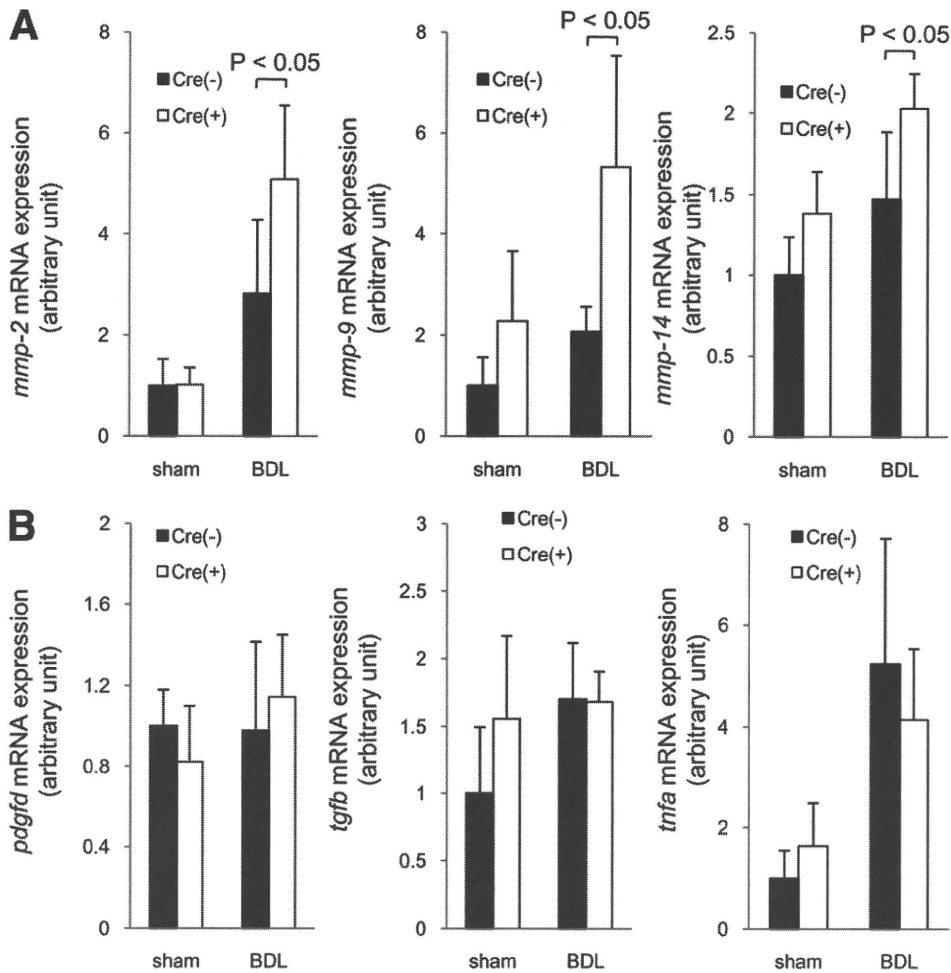 A
mmp-2 mRNA expression
(arbitrary unit)
8
6
4
2
0
P < 0.05
Cre(-)
Cre(+)
sham BDL
mmp-9 mRNA expression
(arbitrary unit)
8
6
4
2
0
P < 0.05
Cre(-)
Cre(+)
sham BDL
mmp-14 mRNA expression
(arbitrary unit)
2.5
2
1.5
1
0.5
0
P < 0.05
Cre(-)
Cre(+)
sham BDL
B
pdgfd mRNA expression
(arbitrary unit)
2
1.6
1.2
0.8
0.4
0
Cre(-)
Cre(+)
sham BDL
tgfb mRNA expression
(arbitrary unit)
3
2.5
2
1.5
1
0.5
0
Cre(-)
Cre(+)
sham BDL
tnfa mRNA expression
(arbitrary unit)
8
6
4
2
0
Cre(-)
Cre(+)
sham BDL